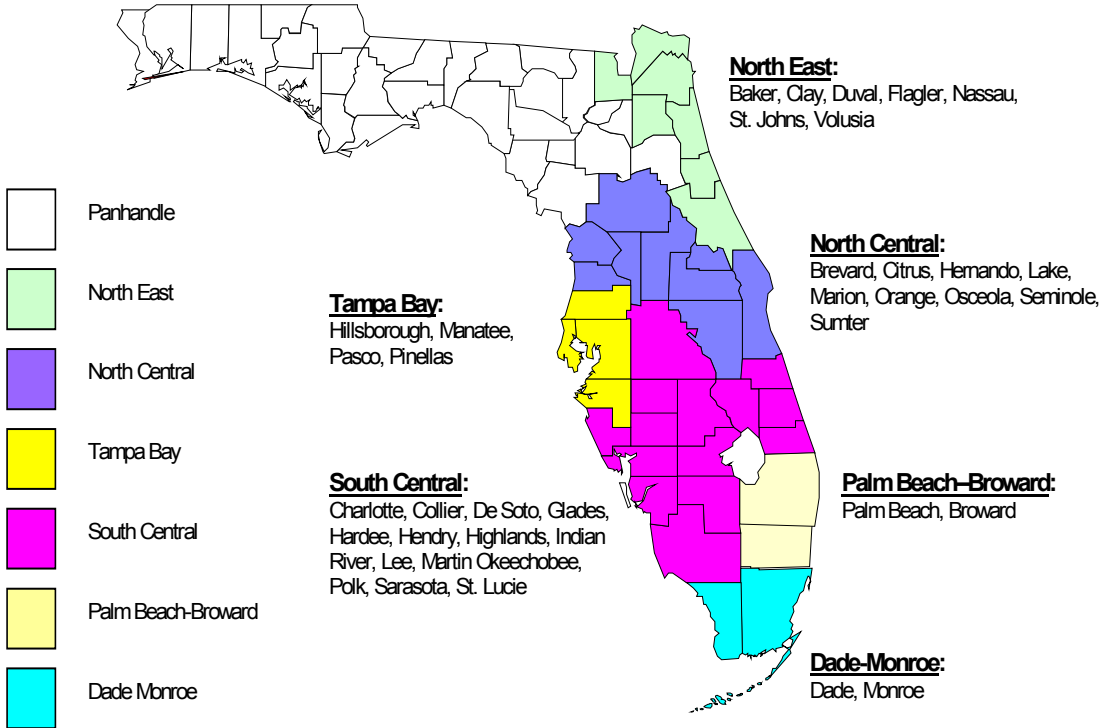 North East:
Baker, Clay, Duval, Flagler, Nassau,
St. Johns, Volusia
Panhandle
North East
North Central
Tampa Bay
South Central
Palm Beach-Broward
Dade Monroe
North Central:
Brevard, Citrus, Hernando, Lake,
Marion, Orange, Osceola, Seminole,
Sumter
Tampa Bay:
Hillsborough, Manatee,
Pasco, Pinellas
South Central:
Charlotte, Collier, De Soto, Glades,
Hardee, Hendry, Highlands, Indian
River, Lee, Martin Okeechobee,
Polk, Sarasota, St. Lucie
Palm Beach–Broward:
Palm Beach, Broward
Dade-Monroe:
Dade, Monroe